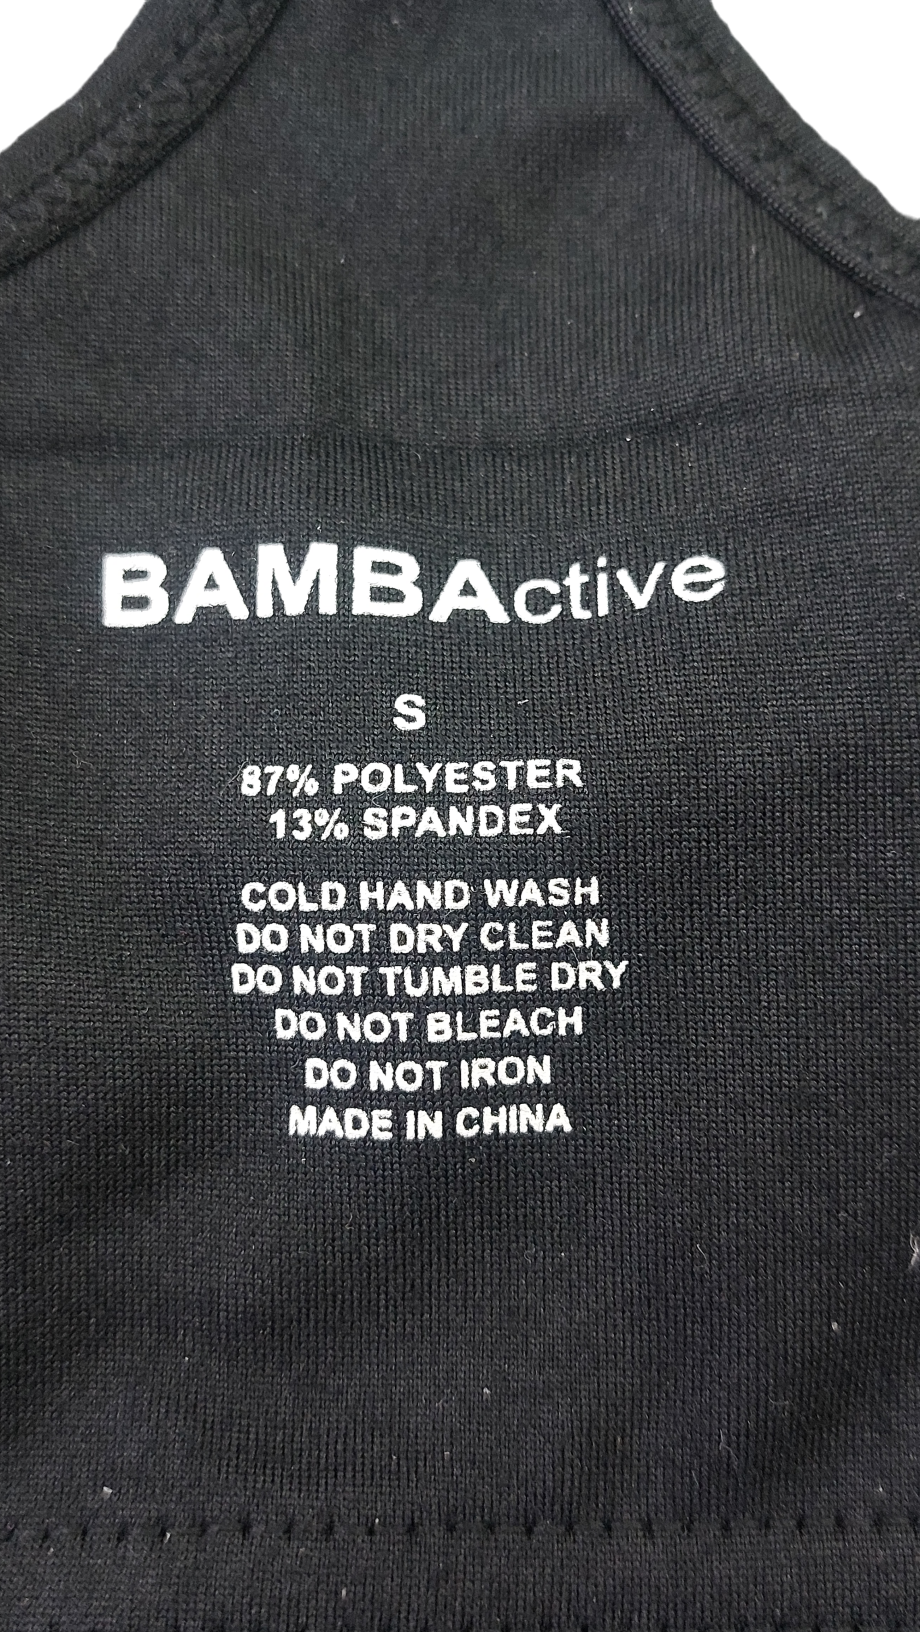 BAMBActive
S
87% POLYESTER
13% SPANDEX
COLD HAND WASH
DO NOT DRY CLEAN
DO NOT TUMBLE DRY
DO NOT BLEACH
DO NOT IRON
MADE IN CHINA